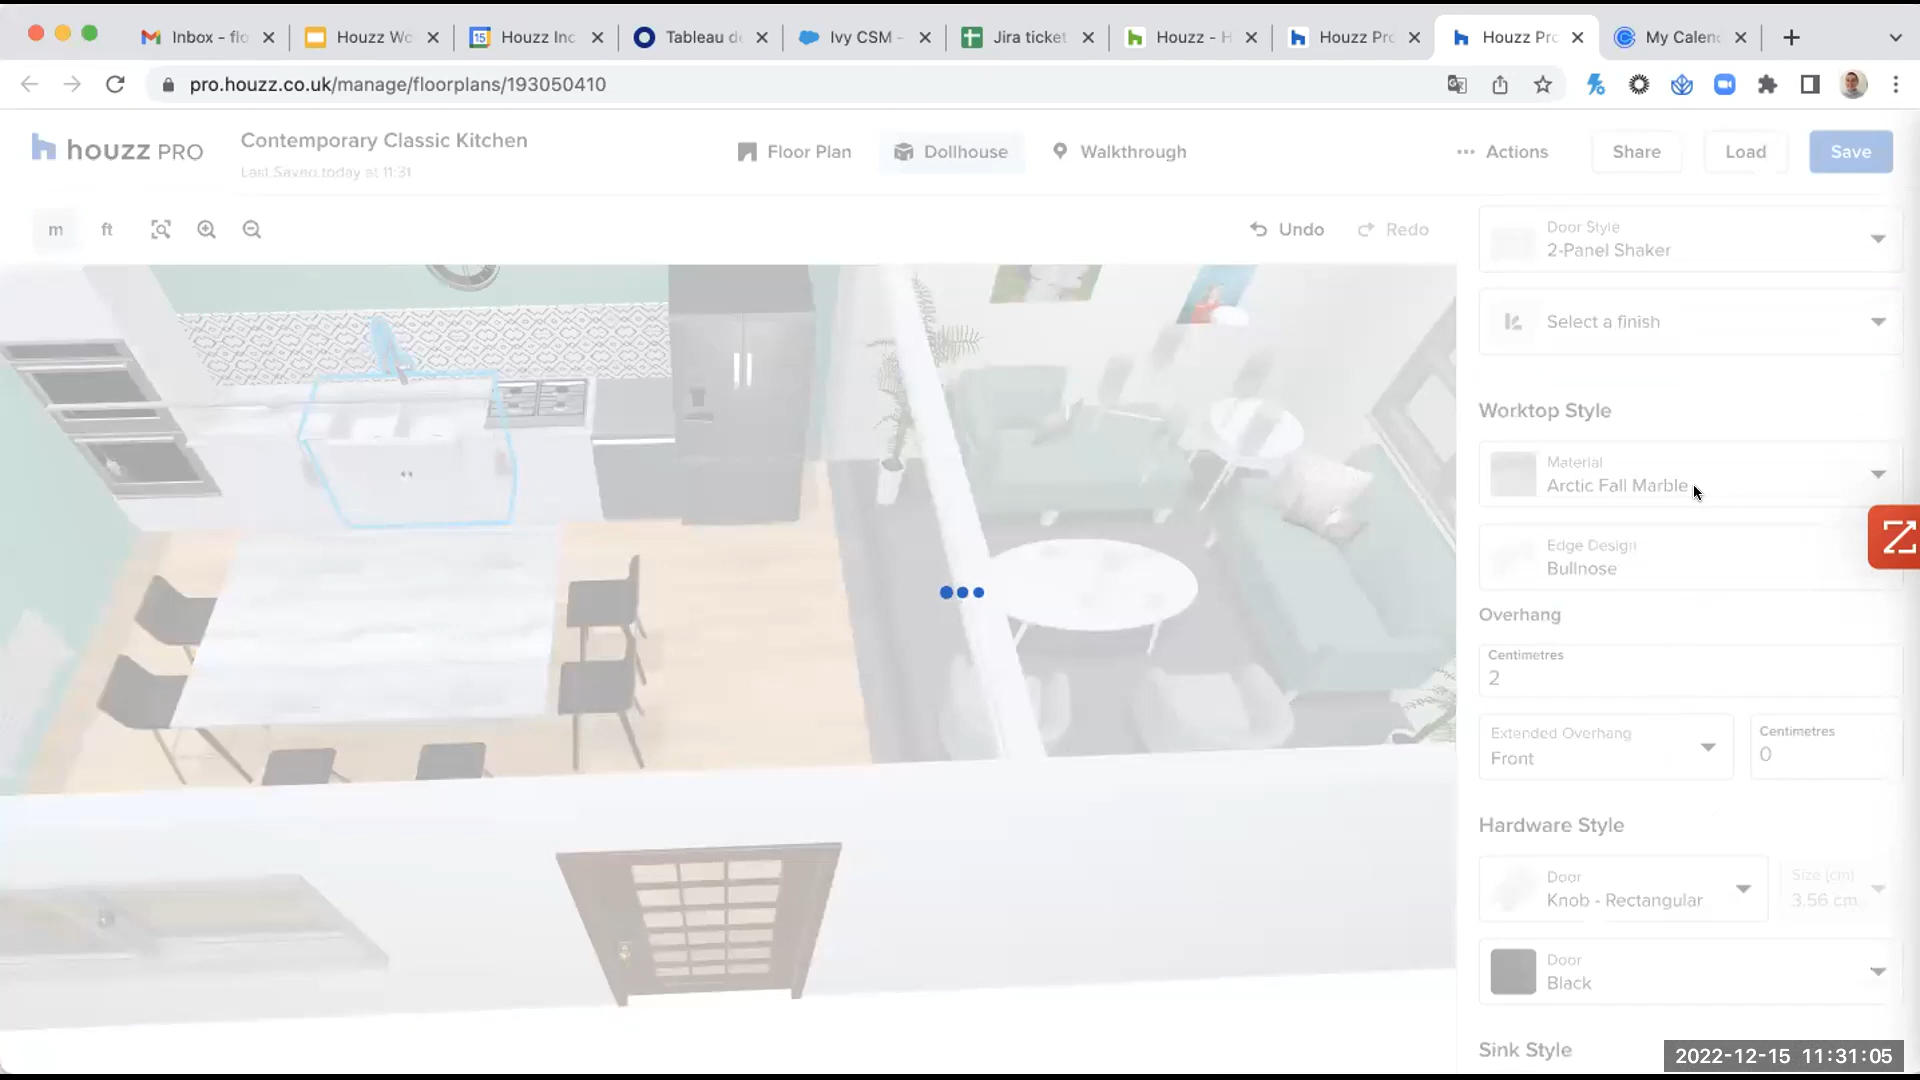 Inbox - flo
Houzz Wo
15
Houzz Inc
Tableau de
Ivy CSM -
Jira ticket
Houzz - H
Houzz Pro
Houzz Pro
My Calen
pro.houzz.co.uk/manage/floorplans/193050410
houzz PRO
Contemporary Classic Kitchen
Last Saved today at 11:31
Floor Plan
Dollhouse
Walkthrough
Actions
Share
Load
Save
m
ft
Undo
Redo
Door Style
2-Panel Shaker
Select a finish
Worktop Style
Material
Arctic Fall Marble
Edge Design
Bullnose
Overhang
Centimetres
2
Extended Overhang
Front
Centimetres
0
Hardware Style
Door
Knob - Rectangular
Size (cm)
3.56 cm
Door
Black
Sink Style
2022-12-15 11:31:05